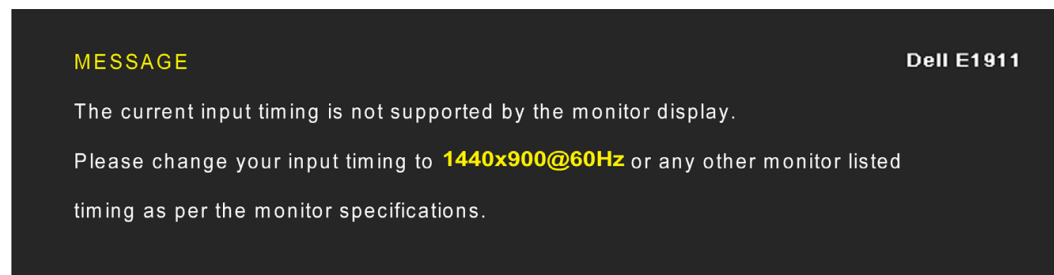 MESSAGE
Dell E1911
The current input timing is not supported by the monitor display.
Please change your input timing to 1440x900@60Hz or any other monitor listed
timing as per the monitor specifications.